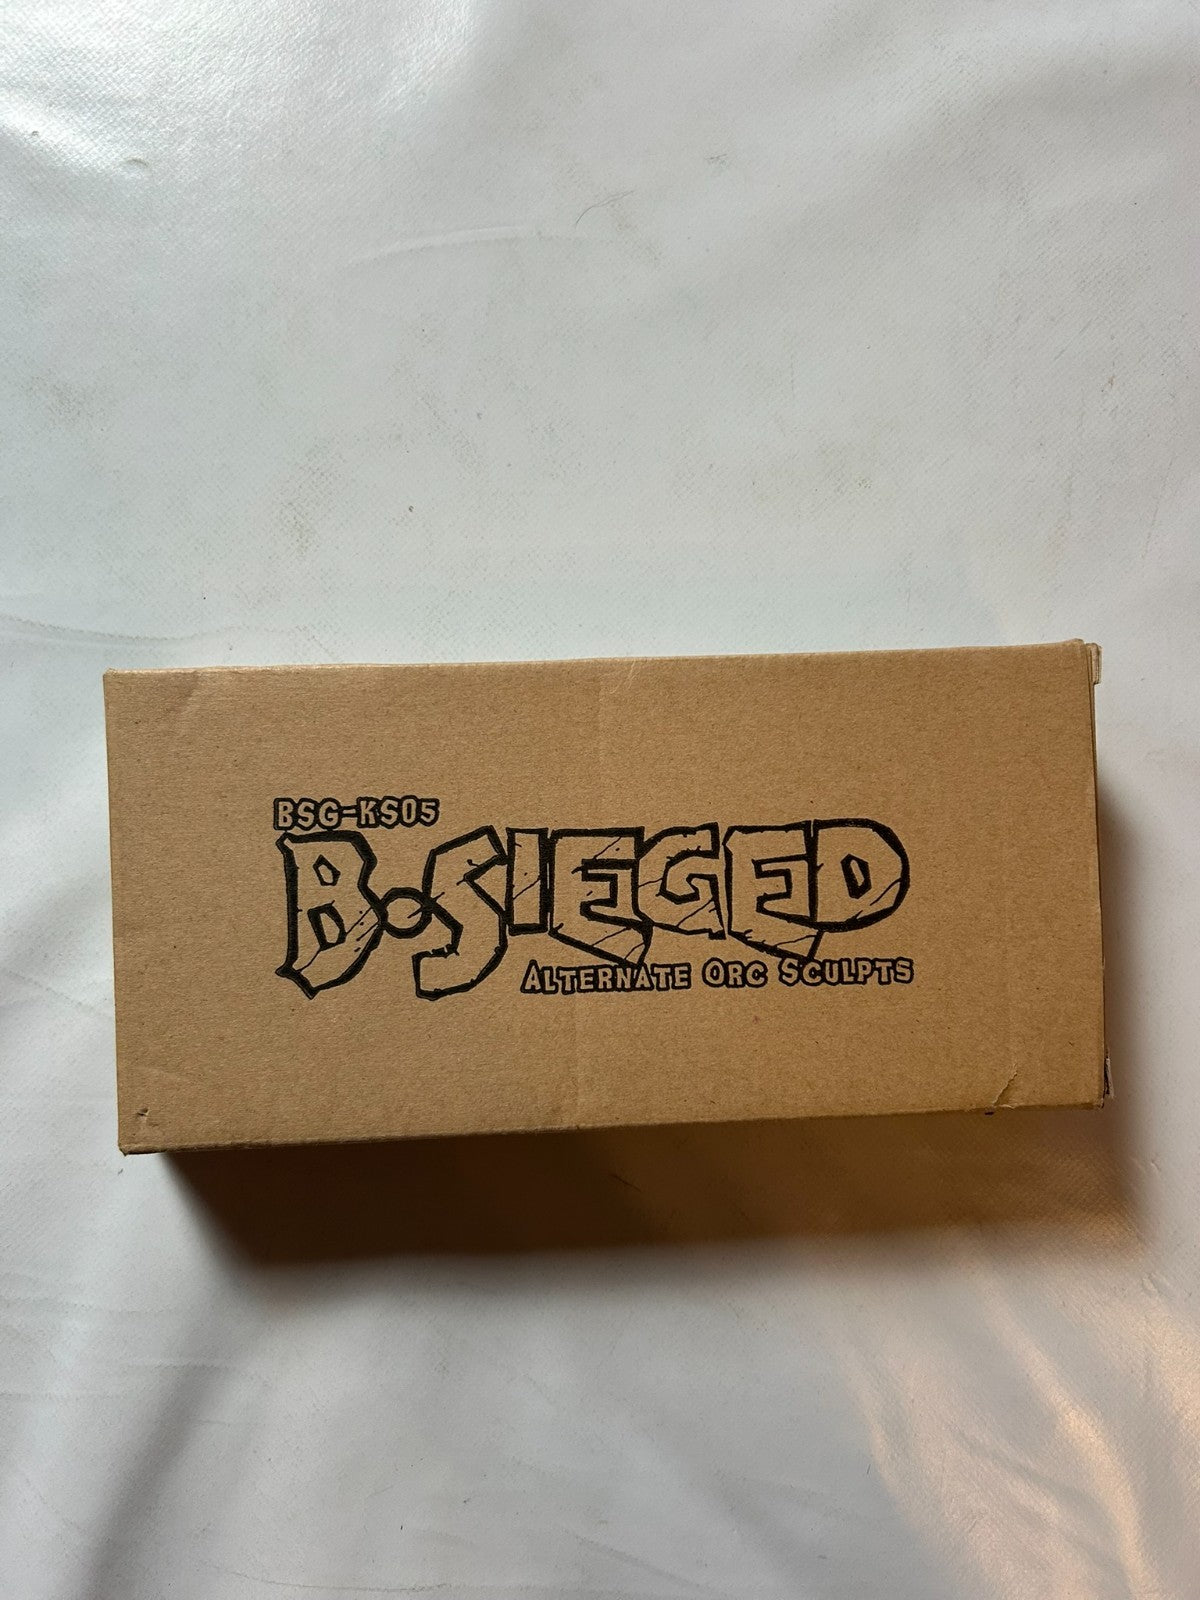 BSG-KS05
B·SIEGED
ALTERNATE ORC SCULPTS